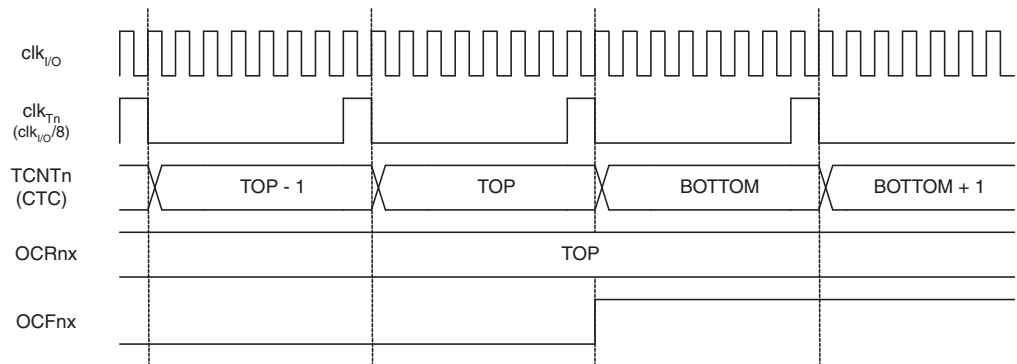 clkI/O
clkTn
(clkI/O/8)
TCNTn
(CTC)
TOP - 1
TOP
BOTTOM
BOTTOM + 1
OCRnx
TOP
OCFnx